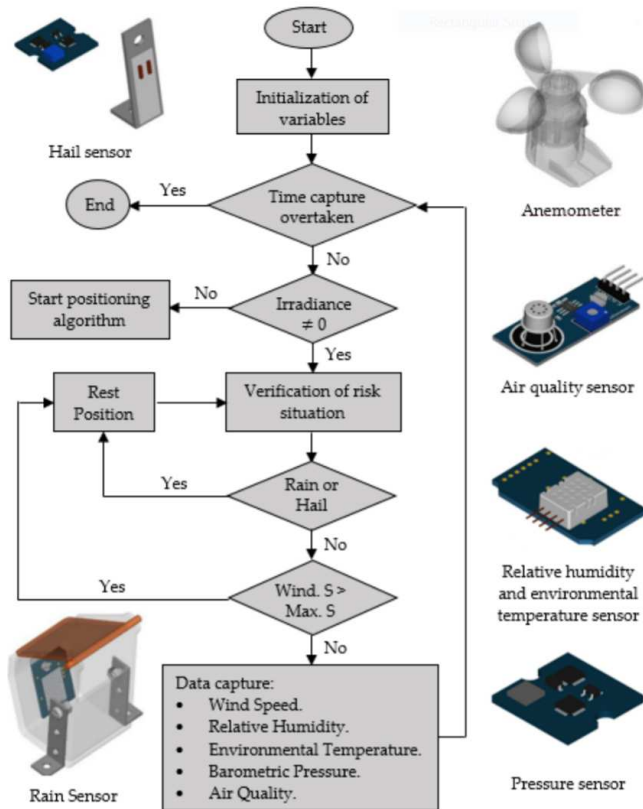 Start
Initialization of
variables
Hail sensor
Anemometer
Yes
End
Time capture
overtaken
No
No
Start positioning
algorithm
Irradiance
≠ 0
Yes
Air quality sensor
Rest
Position
Verification of risk
situation
Yes
Rain or
Hail
No
Relative humidity
and environmental
temperature sensor
Yes
Wind. S >
Max. S
No
Data capture:
• Wind Speed.
• Relative Humidity.
• Environmental Temperature.
• Barometric Pressure.
• Air Quality.
Rain Sensor
Pressure sensor